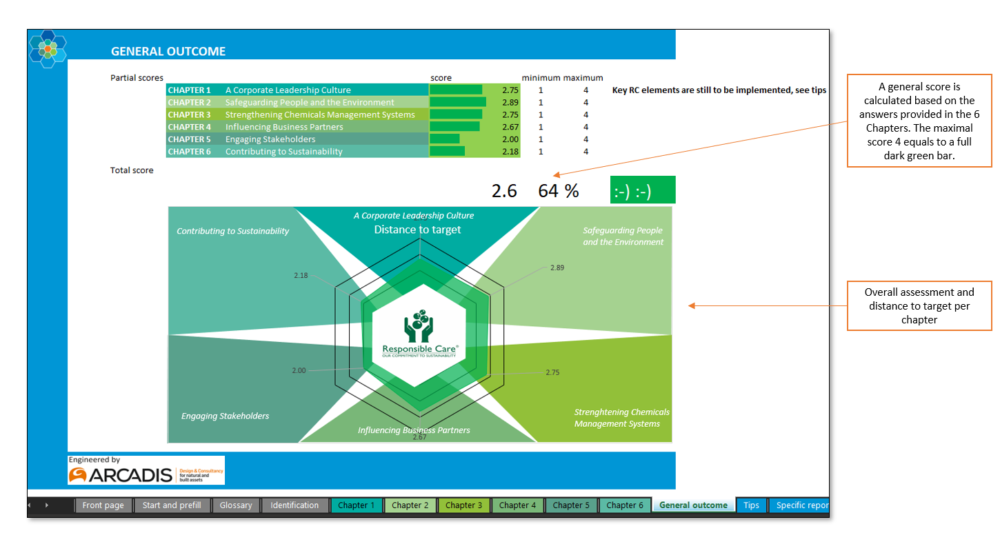 GENERAL OUTCOME
Partial scores
score
minimum maximum
CHAPTER 1 A Corporate Leadership Culture 2.75 1 4 Key RC elements are still to be implemented, see tips
CHAPTER 2 Safeguarding People and the Environment 2.89 1 4
CHAPTER 3 Strengthening Chemicals Management Systems 2.75 1 4
CHAPTER 4 Influencing Business Partners 2.67 1 4
CHAPTER 5 Engaging Stakeholders 2.00 1 4
CHAPTER 6 Contributing to Sustainability 2.18 1 4
A general score is
calculated based on the
answers provided in the 6
Chapters. The maximal
score 4 equals to a full
dark green bar.
Total score
2.6 64 % :-) :-)
A Corporate Leadership Culture
Distance to target
Contributing to Sustainability
Safeguarding People
and the Environment
2.89
2.18
Overall assessment and
distance to target per
chapter
Responsible Care®
OUR COMMITMENT TO SUSTAINABILITY
2.00
2.75
Engaging Stakeholders
Strenghtening Chemicals
Management Systems
Influencing Business Partners
2.67
Engineered by
ARCADIS
Design & Consultancy
for natural and
built assets
Front page Start and prefill Glossary Identification Chapter 1 Chapter 2 Chapter 3 Chapter 4 Chapter 5 Chapter 6 General outcome Tips Specific repor